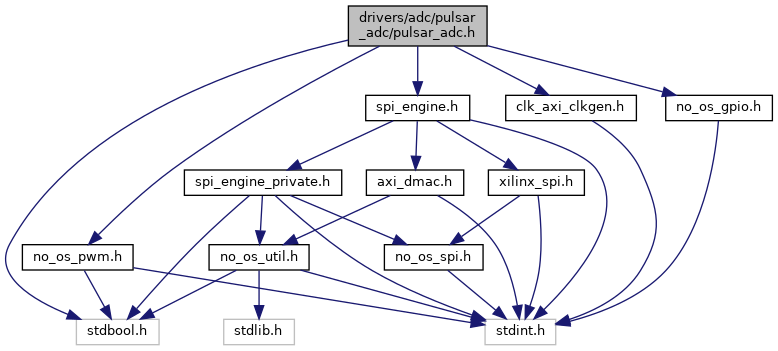 drivers/adc/pulsar
_adc/pulsar_adc.h
spi_engine.h
clk_axi_clkgen.h
no_os_gpio.h
spi_engine_private.h
axi_dmac.h
xilinx_spi.h
no_os_pwm.h
no_os_util.h
no_os_spi.h
stdbool.h
stdlib.h
stdint.h